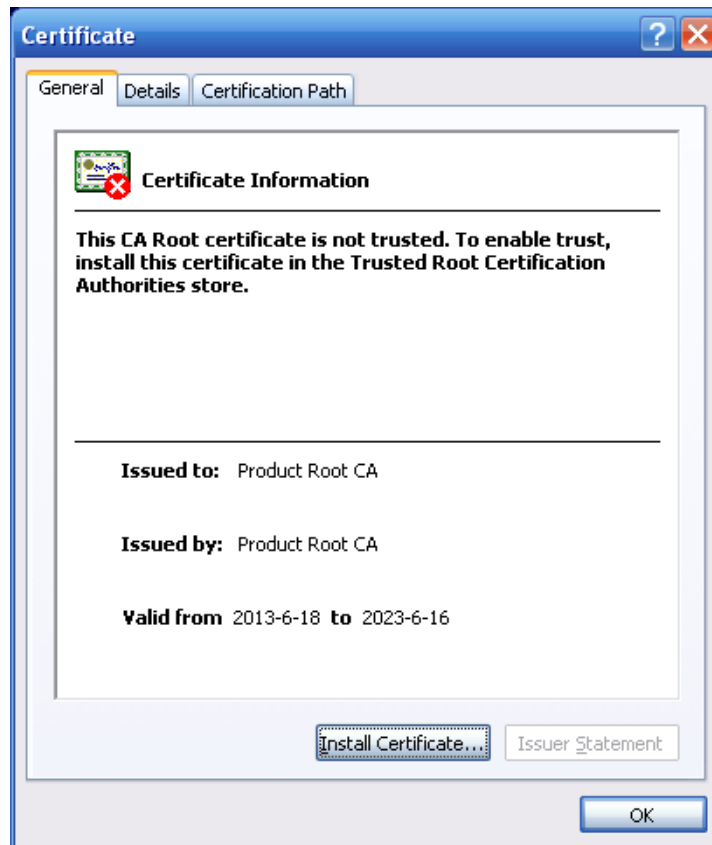 Certificate
General Details Certification Path
Certificate Information
This CA Root certificate is not trusted. To enable trust,
install this certificate in the Trusted Root Certification
Authorities store.
Issued to: Product Root CA
Issued by: Product Root CA
Valid from 2013-6-18 to 2023-6-16
Install Certificate... Issuer Statement
OK